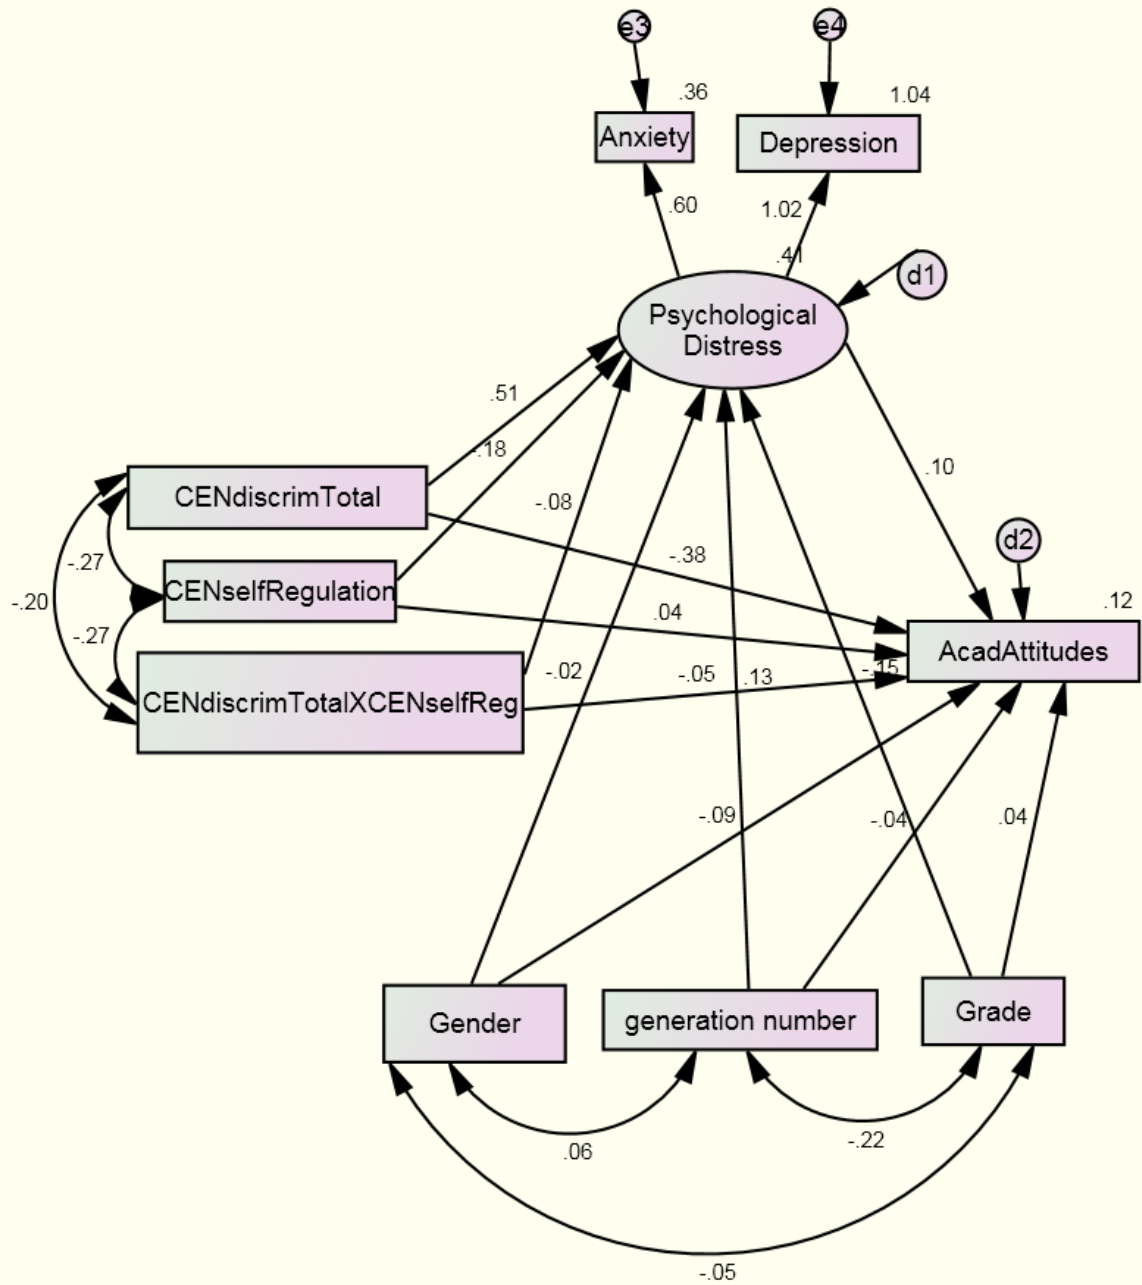 e3
e4
.36
1.04
Anxiety
Depression
.60
1.02
.41
d1
Psychological
Distress
.51
-.18
.10
CENdiscrimTotal
-.08
d2
-.27
-.38
CENselfRegulation
-.20
.04
.12
-.27
AcadAttitudes
-.02
-.05
.13
-.15
CENdiscrimTotalXCENselfReg
-.09
-.04
.04
Gender
generation number
Grade
.06
-.22
-.05